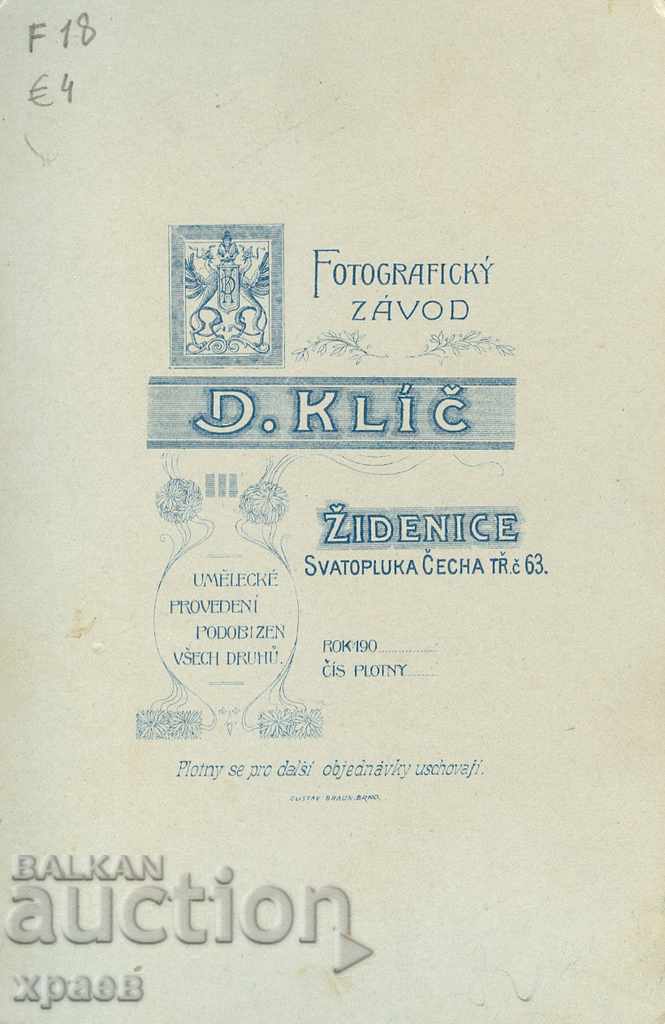 F 18
€4
FOTOGRAFICKÝ
ZÁVOD
D. KLÍČ
ŽIDENICE
SVATOPLUKA ČECHA TŘ.č 63.
UMĚLECKÉ
PROVEDENÍ
PODOBIZEN
VŠECH DRUHŮ.
ROK 190
ČÍS PLOTNY
Plotny se pro další objednávky uschovají.
GUSTAV BRAUN. BRNO.
BALKAN
auction
храев